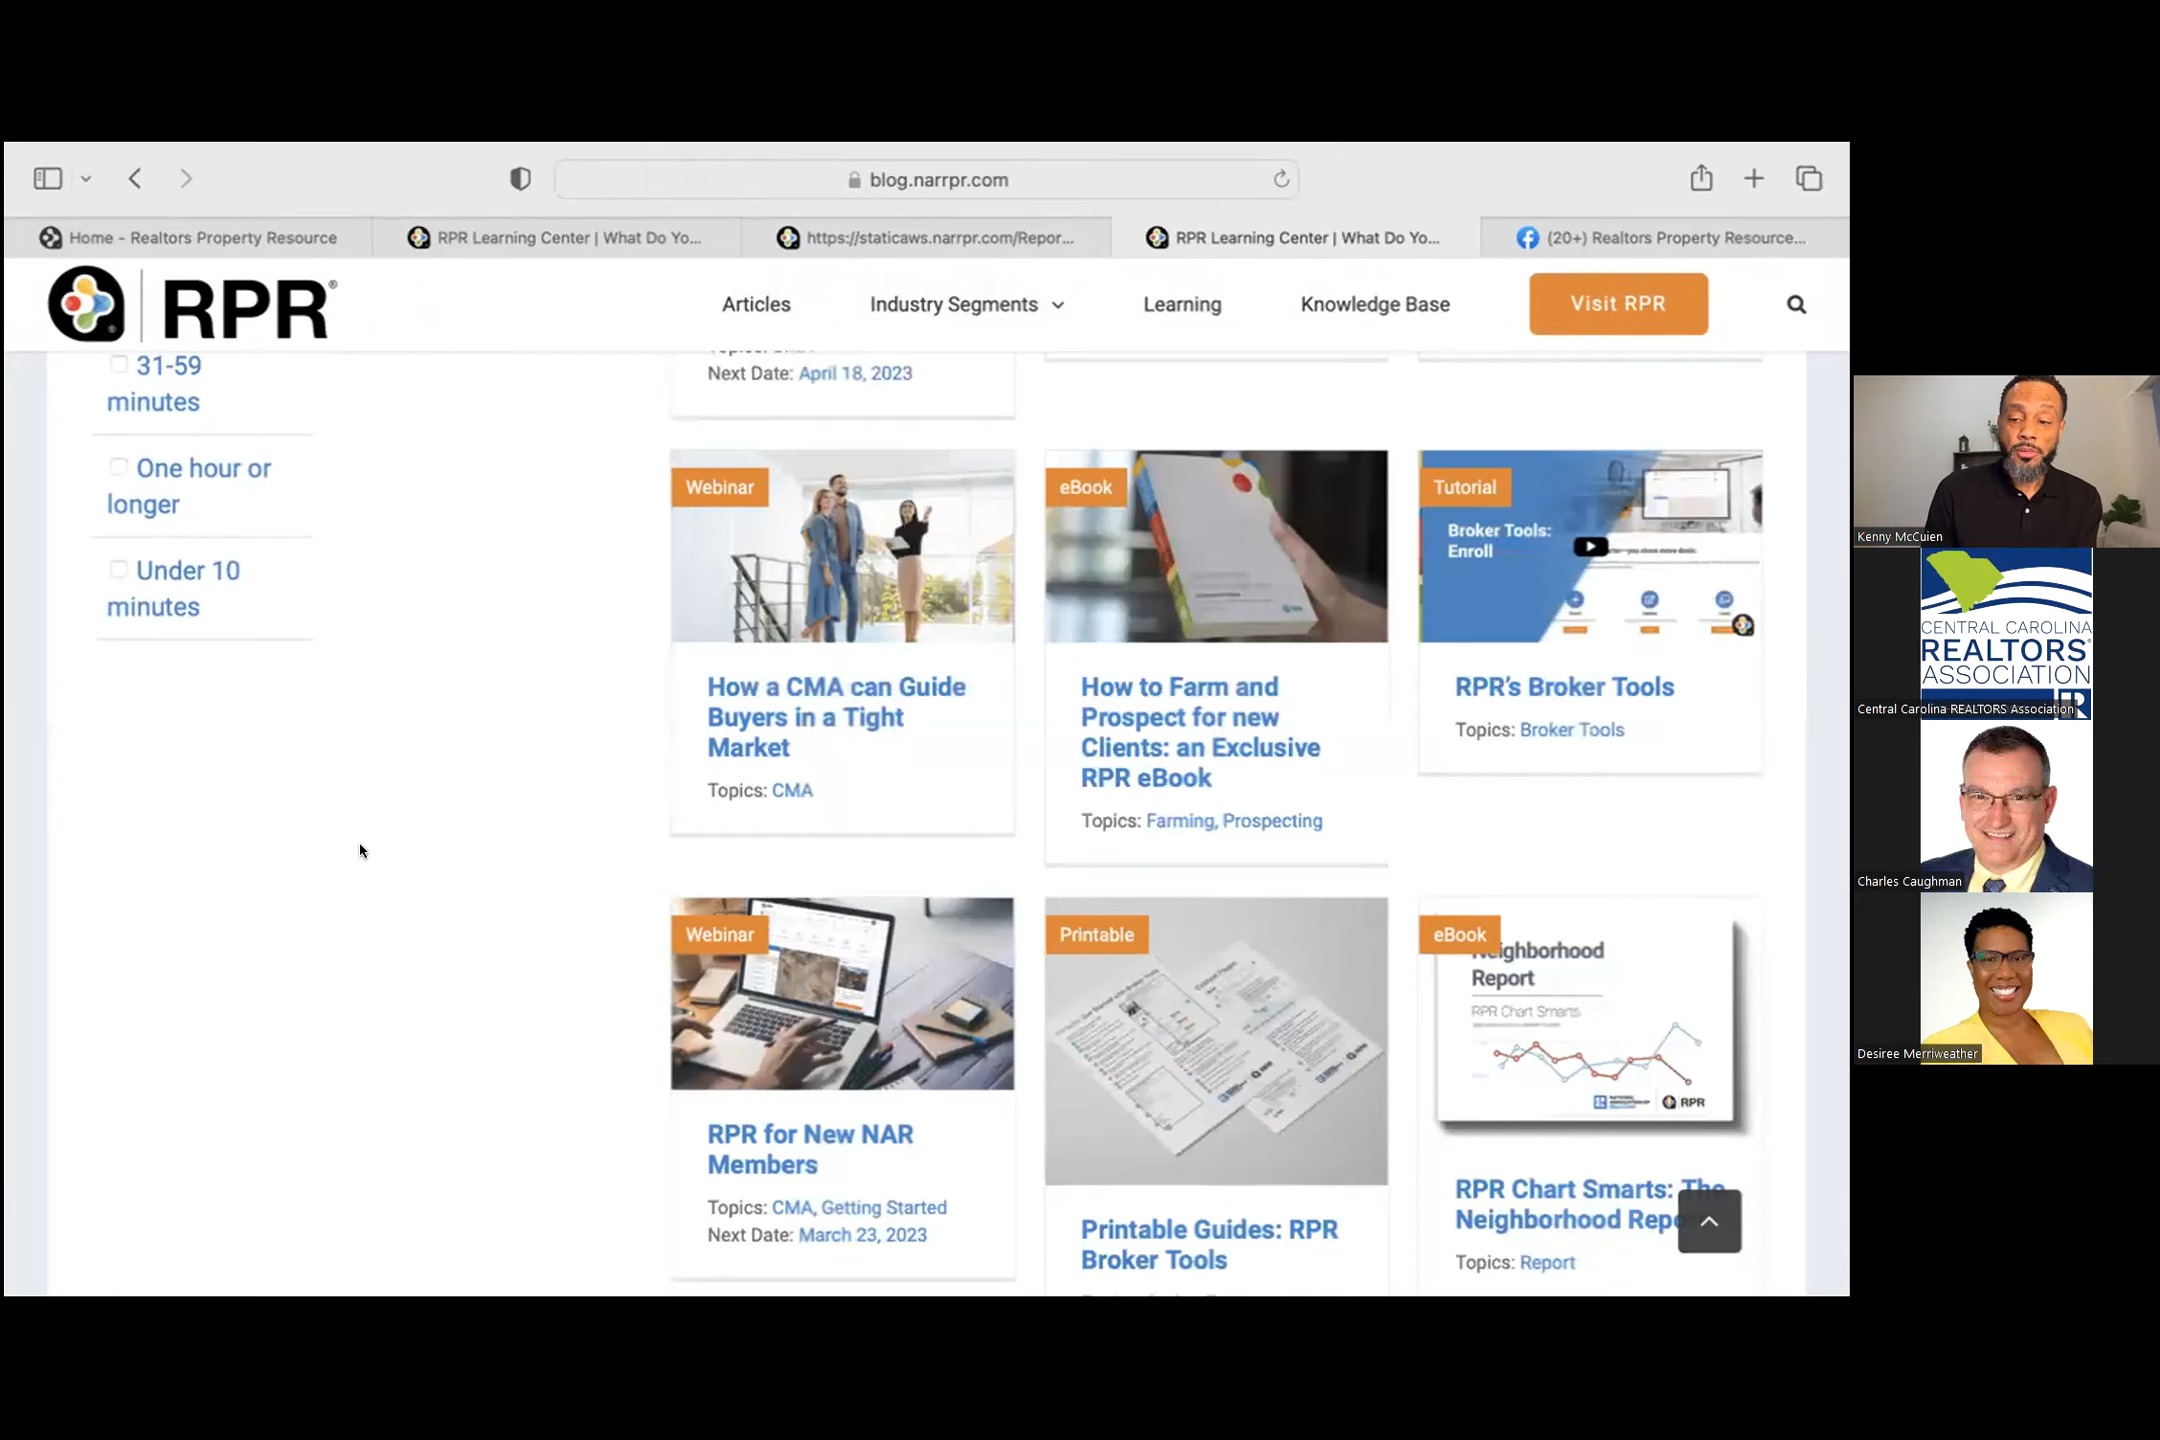 blog.narrpr.com
Home - Realtors Property Resource
RPR Learning Center | What Do Yo...
https://staticaws.narrpr.com/Repor...
RPR Learning Center | What Do Yo...
(20+) Realtors Property Resource...
RPR®
Articles
Industry Segments
Learning
Knowledge Base
Visit RPR
31-59
minutes
One hour or
longer
Under 10
minutes
Next Date: April 18, 2023
Webinar
How a CMA can Guide
Buyers in a Tight
Market
Topics: CMA
eBook
How to Farm and
Prospect for new
Clients: an Exclusive
RPR eBook
Topics: Farming, Prospecting
Tutorial
Broker Tools:
Enroll
RPR's Broker Tools
Topics: Broker Tools
Webinar
RPR for New NAR
Members
Topics: CMA, Getting Started
Next Date: March 23, 2023
Printable
Printable Guides: RPR
Broker Tools
eBook
Neighborhood
Report
RPR Chart Smarts
RPR
RPR Chart Smarts: The
Neighborhood Repo
Topics: Report
Kenny McCuien
CENTRAL CAROLINA
REALTORS®
ASSOCIATION
Central Carolina REALTORS Association
Charles Caughman
Desiree Merriweather